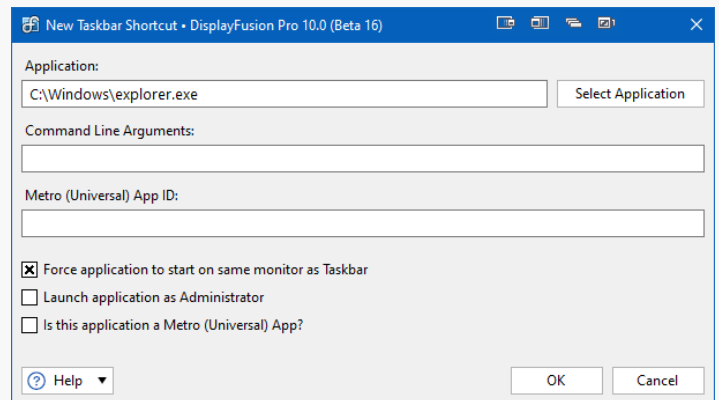 New Taskbar Shortcut • DisplayFusion Pro 10.0 (Beta 16)
Application:
C:\Windows\explorer.exe
Select Application
Command Line Arguments:
Metro (Universal) App ID:
Force application to start on same monitor as Taskbar
Launch application as Administrator
Is this application a Metro (Universal) App?
Help
OK
Cancel